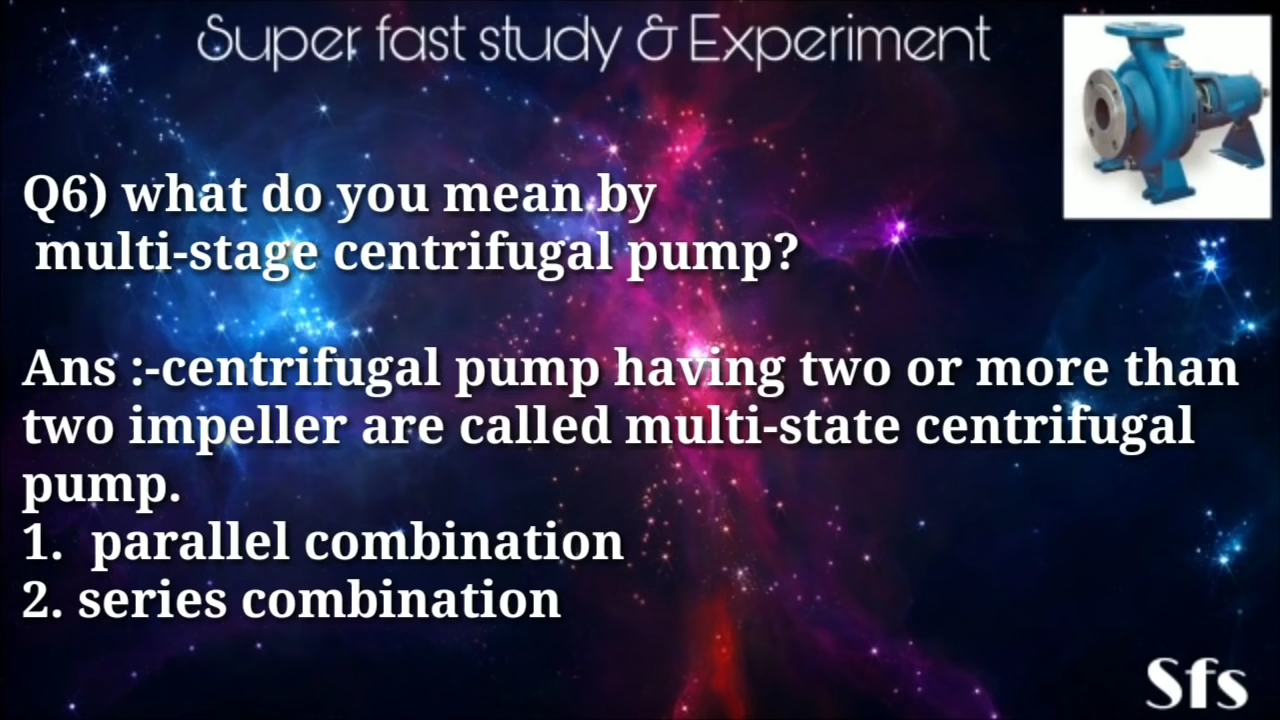 Super fast study & Experiment
Q6) what do you mean by
multi-stage centrifugal pump?
Ans :-centrifugal pump having two or more than
two impeller are called multi-state centrifugal
pump.
1. parallel combination
2. series combination
Sfs